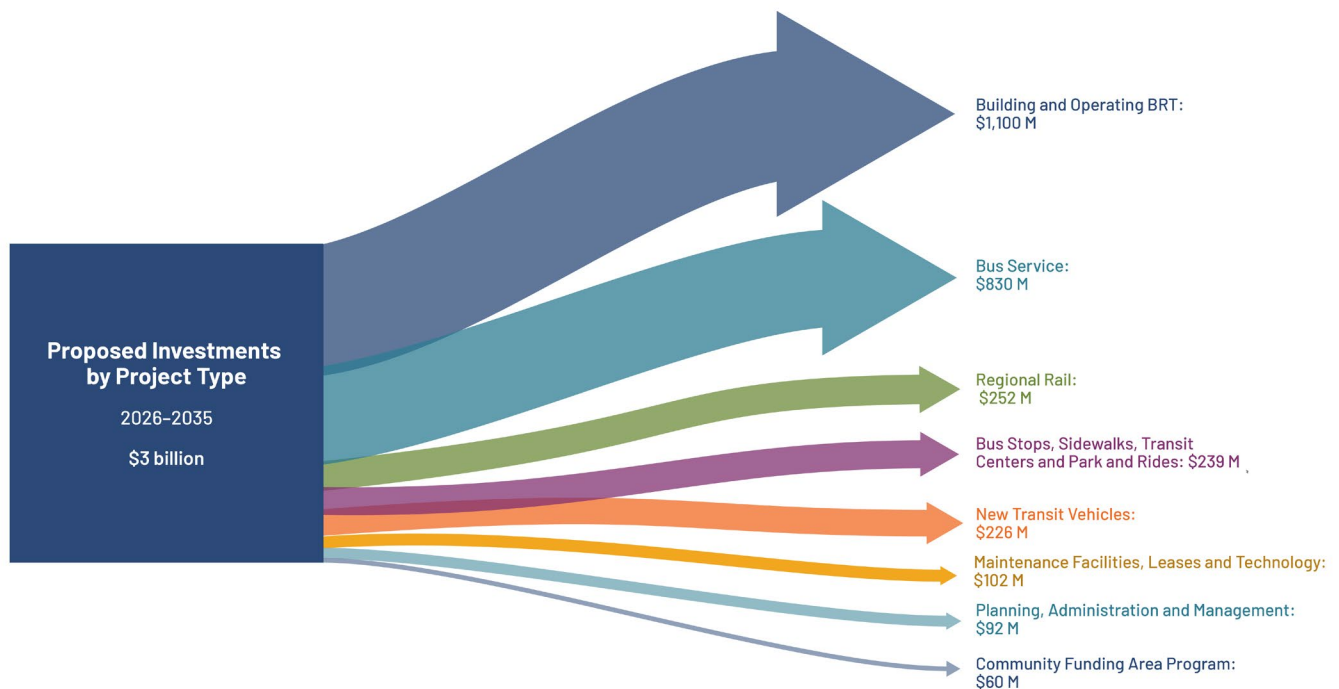 Proposed Investments
by Project Type
2026–2035
$3 billion
Building and Operating BRT:
$1,100 M
Bus Service:
$830 M
Regional Rail:
$252 M
Bus Stops, Sidewalks, Transit
Centers and Park and Rides: $239 M ,
New Transit Vehicles:
$226 M
Maintenance Facilities, Leases and Technology:
$102 M
Planning, Administration and Management:
$92 M
Community Funding Area Program:
$60 M